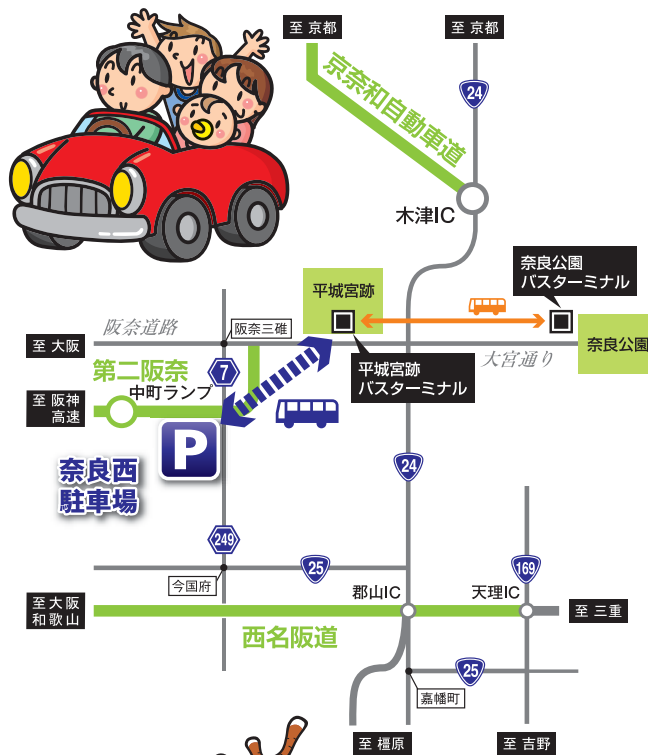 至 京都
至 京都
24
京奈和自動車道
木津IC
奈良公園
バスターミナル
平城宮跡
阪奈道路
阪奈三碓
至 大阪
大宮通り
奈良公園
平城宮跡
バスターミナル
第二阪奈
7
中町ランプ
至 阪神
高速
P
奈良西
駐車場
24
249
25
169
今国府
郡山IC
天理IC
至大阪
和歌山
至 三重
西名阪道
25
嘉幡町
至 橿原
至 吉野